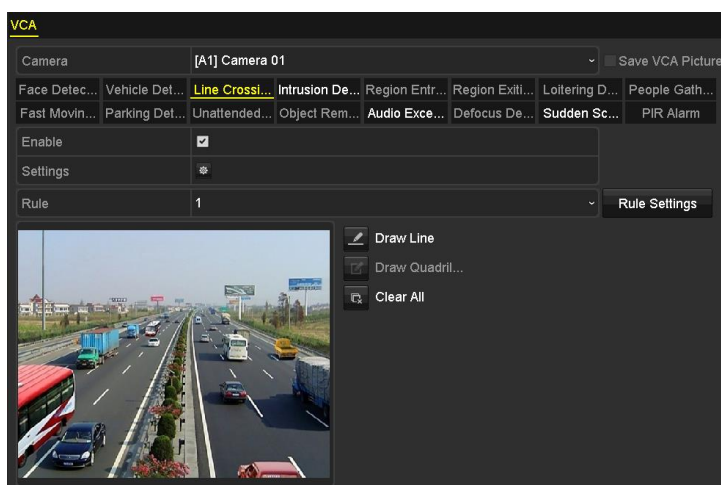 VCA
Camera [A1] Camera 01 Save VCA Picture
Face Detec... Vehicle Det... Line Crossi... Intrusion De... Region Entr... Region Exiti... Loitering D... People Gath...
Fast Movin... Parking Det... Unattended... Object Rem... Audio Exce... Defocus De... Sudden Sc... PIR Alarm
Enable
Settings
Rule 1 Rule Settings
Draw Line
Draw Quadril...
Clear All